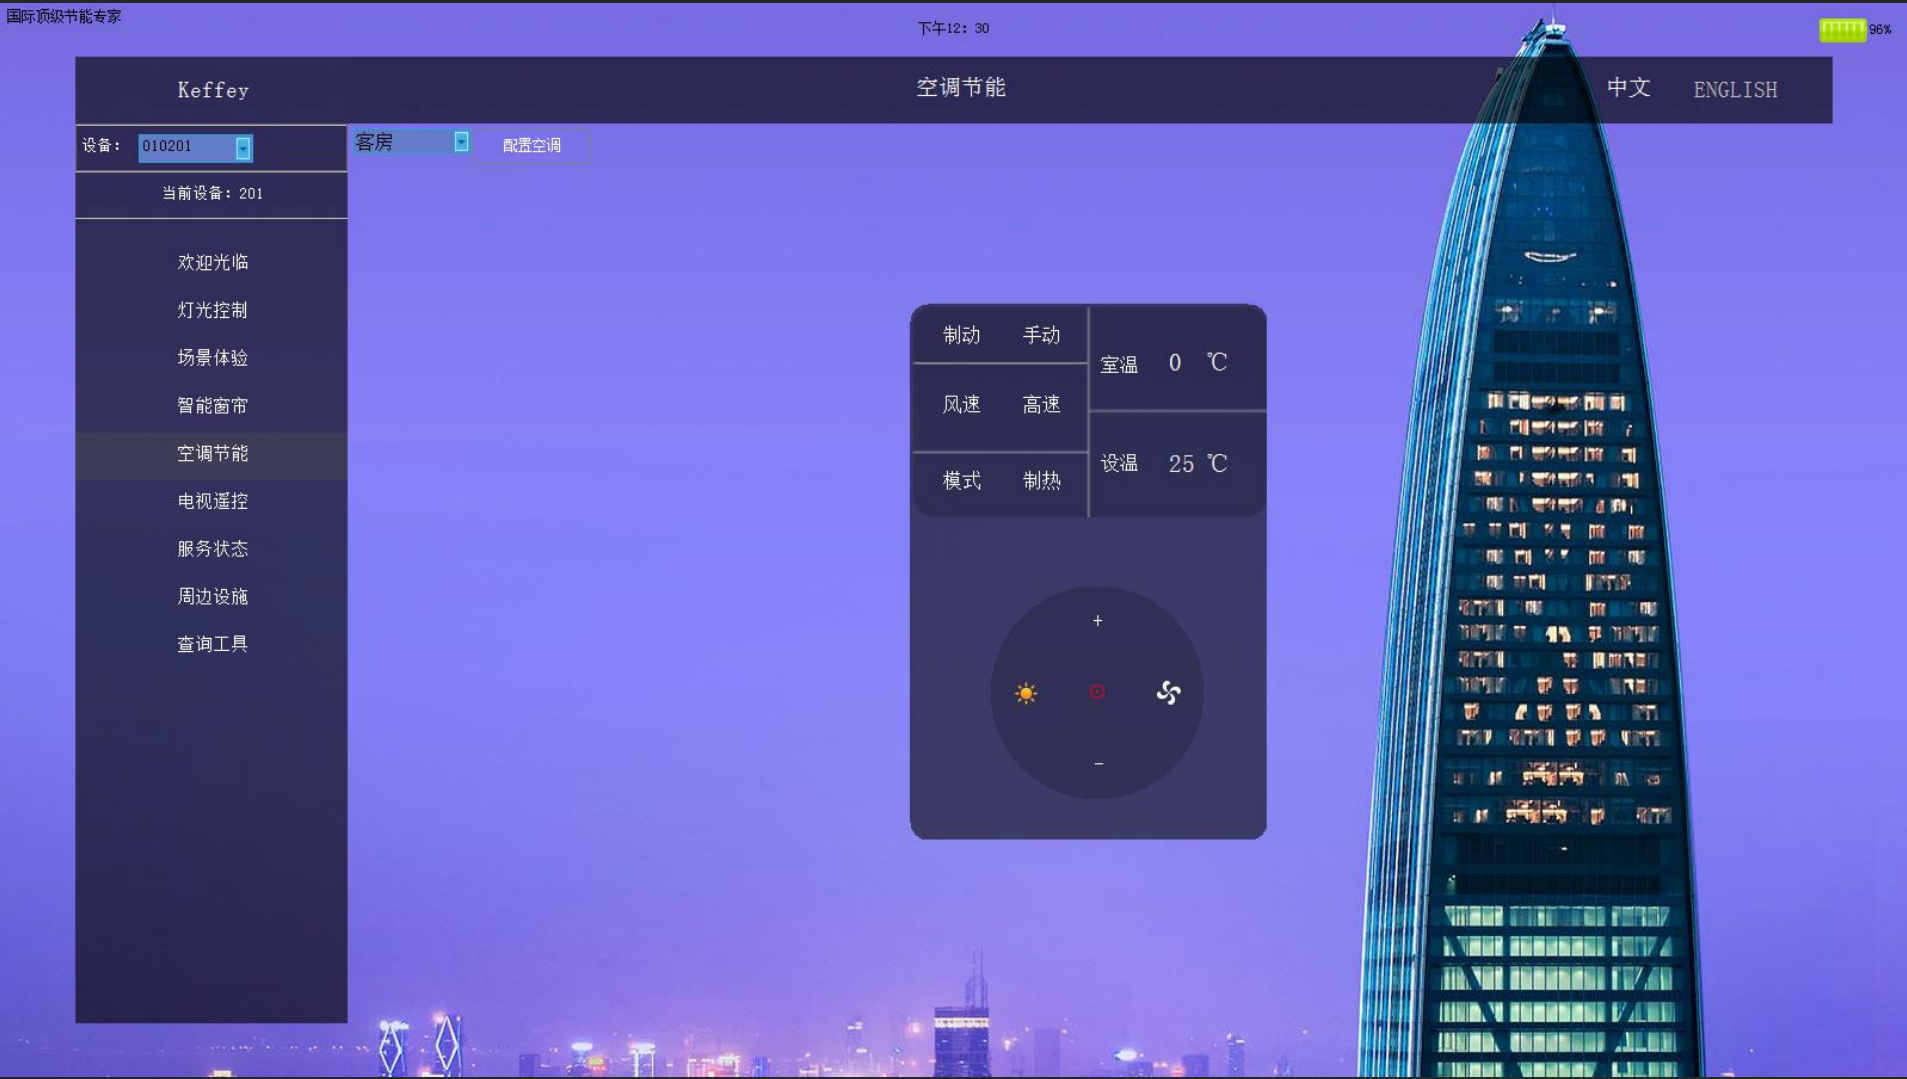 国际顶级节能专家
下午12: 30
96%
Keffey
空调节能
中文 ENGLISH
设备: 010201
客房
配置空调
当前设备: 201
欢迎光临
灯光控制
场景体验
智能窗帘
空调节能
电视遥控
服务状态
周边设施
查询工具
制动 手动
室温 0 ℃
风速 高速
设温 25 ℃
模式 制热
+
−